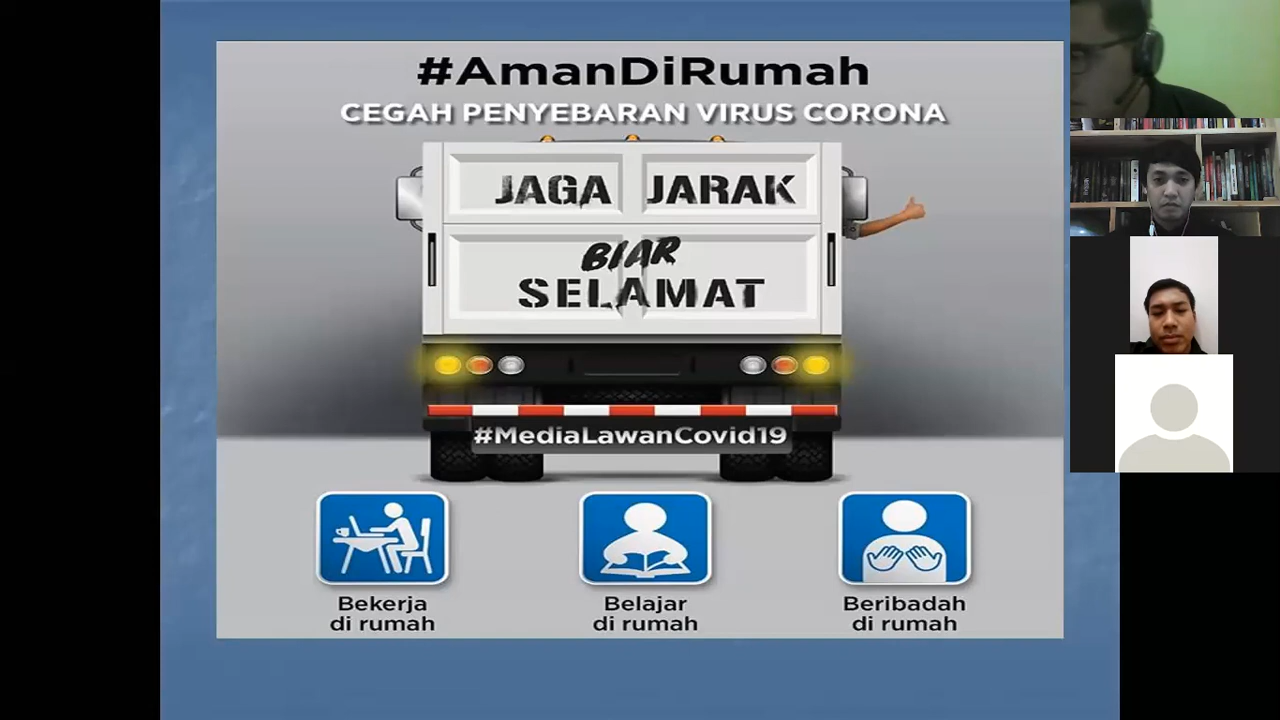 #AmanDiRumah
CEGAH PENYEBARAN VIRUS CORONA
JAGA JARAK
BIAR
SELAMAT
#MediaLawanCovid19
Bekerja
di rumah
Belajar
di rumah
Beribadah
di rumah